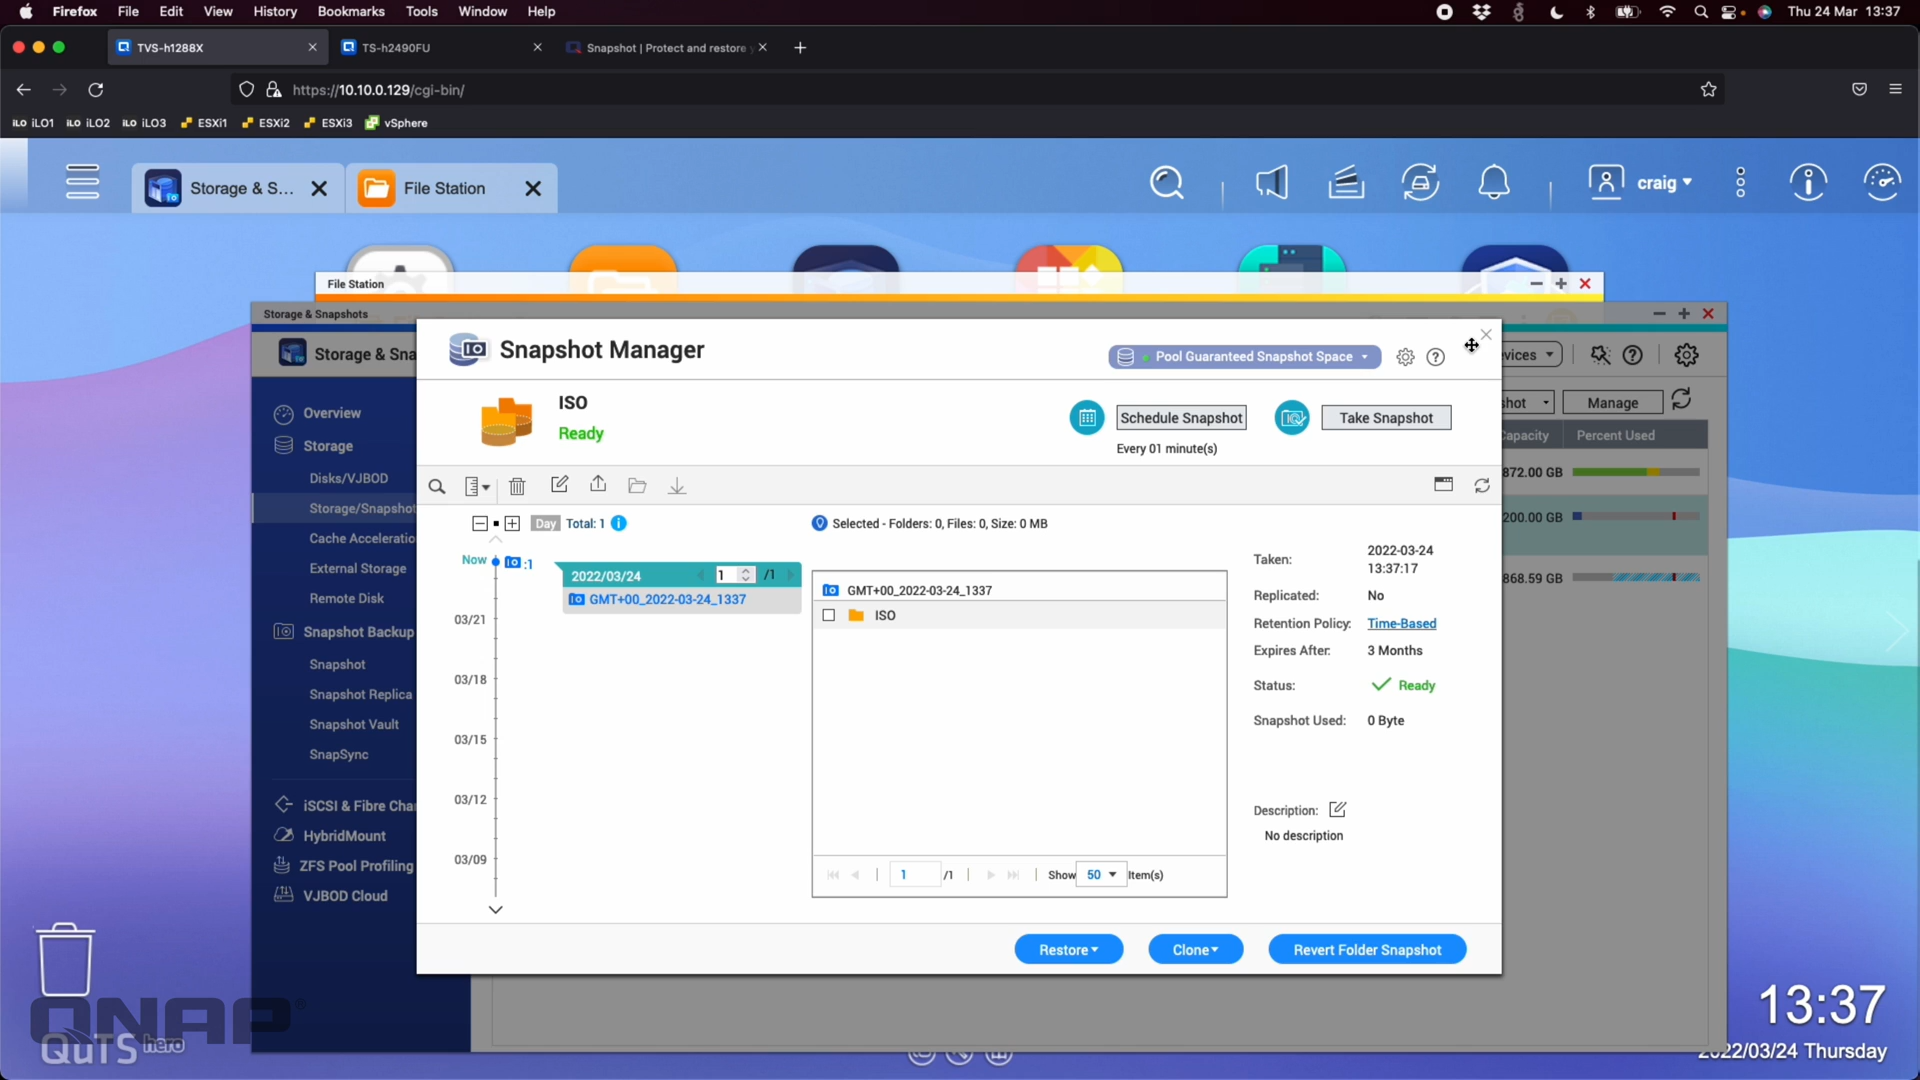 Firefox File Edit View History Bookmarks Tools Window Help
Thu 24 Mar 13:37
TVS-h1288X
TS-h2490FU
Snapshot | Protect and restore y
https://10.10.0.129/cgi-bin/
iLO iLO1 iLO iLO2 iLO iLO3 ESXi1 ESXi2 ESXi3 vSphere
Storage & S...
File Station
craig
File Station
Storage & Snapshots
Storage & Sna
Snapshot Manager
Pool Guaranteed Snapshot Space
vices
ISO
Ready
Schedule Snapshot
Every 01 minute(s)
Take Snapshot
shot
Manage
Overview
Storage
Disks/VJBOD
Storage/Snapshot
Cache Acceleratio
External Storage
Remote Disk
Snapshot Backup
Snapshot
Snapshot Replica
Snapshot Vault
SnapSync
iSCSI & Fibre Cha
HybridMount
ZFS Pool Profiling
VJBOD Cloud
Capacity
Percent Used
872.00 GB
200.00 GB
868.59 GB
Day Total: 1
Selected - Folders: 0, Files: 0, Size: 0 MB
Now
:1
03/21
03/18
03/15
03/12
03/09
2022/03/24
1 /1
GMT+00_2022-03-24_1337
GMT+00_2022-03-24_1337
ISO
1 /1
Show 50 Item(s)
Taken: 2022-03-24
13:37:17
Replicated: No
Retention Policy: Time-Based
Expires After: 3 Months
Status: Ready
Snapshot Used: 0 Byte
Description:
No description
Restore
Clone
Revert Folder Snapshot
QNAP
QuTS hero
13:37
2022/03/24 Thursday